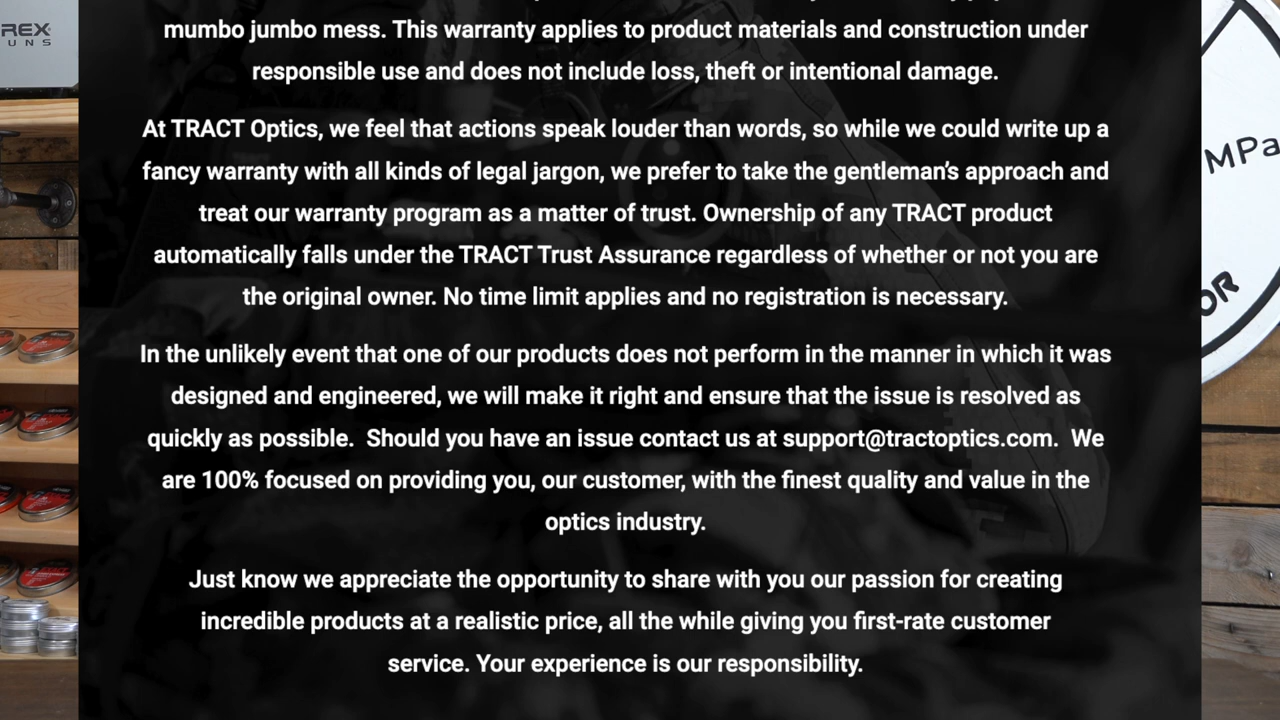 REX
UNS
mumbo jumbo mess. This warranty applies to product materials and construction under
responsible use and does not include loss, theft or intentional damage.
At TRACT Optics, we feel that actions speak louder than words, so while we could write up a
fancy warranty with all kinds of legal jargon, we prefer to take the gentleman's approach and
treat our warranty program as a matter of trust. Ownership of any TRACT product
automatically falls under the TRACT Trust Assurance regardless of whether or not you are
the original owner. No time limit applies and no registration is necessary.
In the unlikely event that one of our products does not perform in the manner in which it was
designed and engineered, we will make it right and ensure that the issue is resolved as
quickly as possible.  Should you have an issue contact us at support@tractoptics.com.  We
are 100% focused on providing you, our customer, with the finest quality and value in the
optics industry.
Just know we appreciate the opportunity to share with you our passion for creating
incredible products at a realistic price, all the while giving you first-rate customer
service. Your experience is our responsibility.
MPa
OR